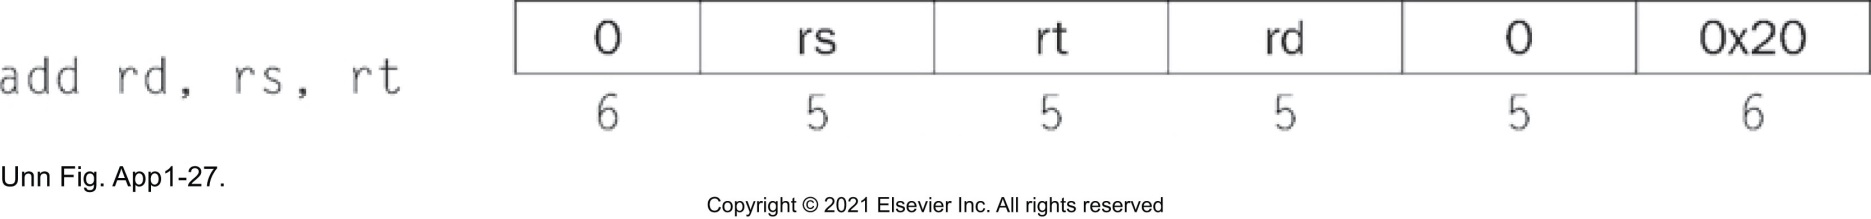 0 rs rt rd 0 0x20
add rd, rs, rt
6 5 5 5 5 6
Unn Fig. App1-27.
Copyright © 2021 Elsevier Inc. All rights reserved